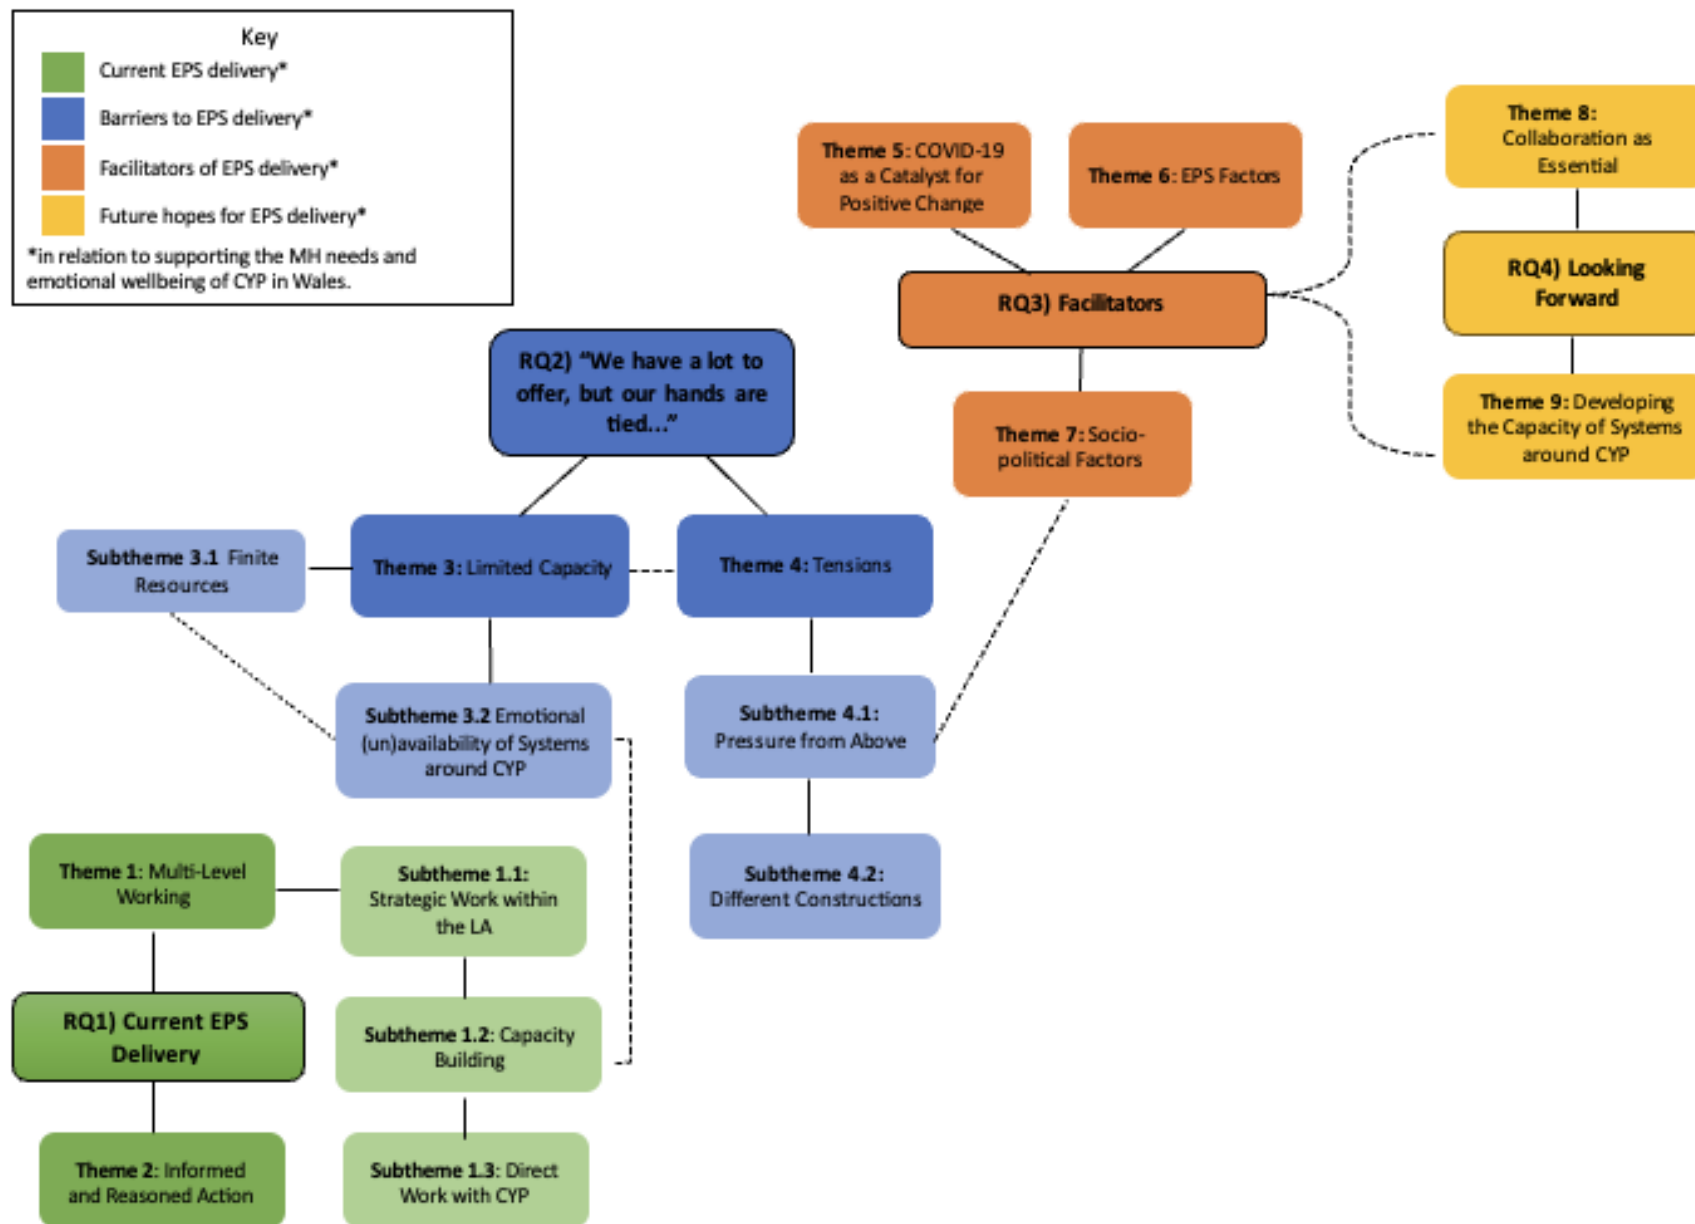 Key
Current EPS delivery*
Barriers to EPS delivery*
Facilitators of EPS delivery*
Future hopes for EPS delivery*
*in relation to supporting the MH needs and
emotional wellbeing of CYP in Wales.
Theme 8:
Collaboration as
Essential
Theme 5: COVID-19
as a Catalyst for
Positive Change
Theme 6: EPS Factors
RQ3) Facilitators
RQ4) Looking
Forward
RQ2) “We have a lot to
offer, but our hands are
tied...”
Theme 7: Socio-
political Factors
Theme 9: Developing
the Capacity of Systems
around CYP
Subtheme 3.1 Finite
Resources
Theme 3: Limited Capacity
Theme 4: Tensions
Subtheme 3.2 Emotional
(un)availability of Systems
around CYP
Subtheme 4.1:
Pressure from Above
Theme 1: Multi-Level
Working
Subtheme 1.1:
Strategic Work within
the LA
Subtheme 4.2:
Different Constructions
RQ1) Current EPS
Delivery
Subtheme 1.2: Capacity
Building
Theme 2: Informed
and Reasoned Action
Subtheme 1.3: Direct
Work with CYP